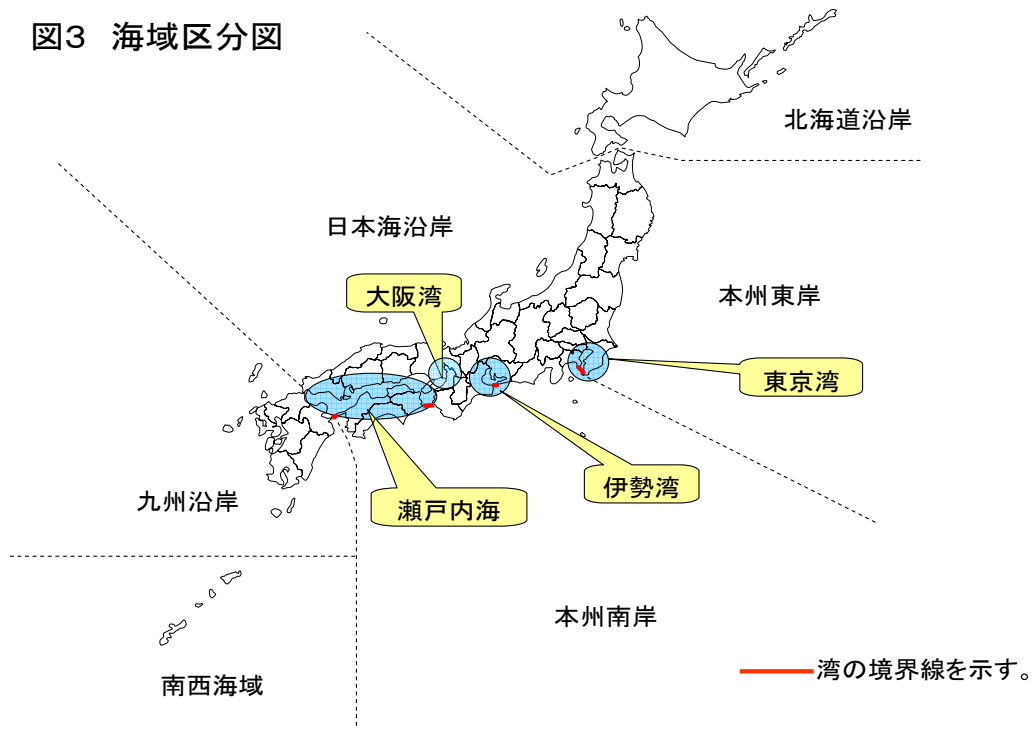 図3 海域区分図
北海道沿岸
日本海沿岸
大阪湾
本州東岸
東京湾
伊勢湾
瀬戸内海
九州沿岸
本州南岸
南西海域
湾の境界線を示す。